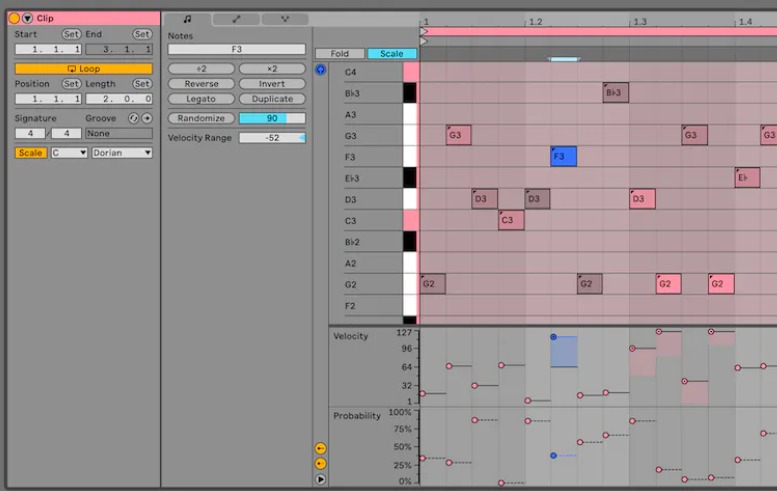 Clip
Start Set End Set
1. 1. 1 3. 1. 1
Loop
Position Set Length
1. 1. 1 2. 0. 0
Signature Groove
4 / 4 None
Scale C Dorian
Notes
F3
÷2 ×2
Reverse Invert
Legato Duplicate
Randomize 90
Velocity Range -52
Fold Scale
1 1.2 1.3 1.4
C4
B♭3 B♭3
A3
G3 G3 G3 G3
F3 F3
E♭3 E♭
D3 D3 D3 D3
C3 C3
B♭2
A2
G2 G2 G2 G2 G2
F2
Velocity
127
96
64
32
1
Probability
100%
75%
50%
25%
0%